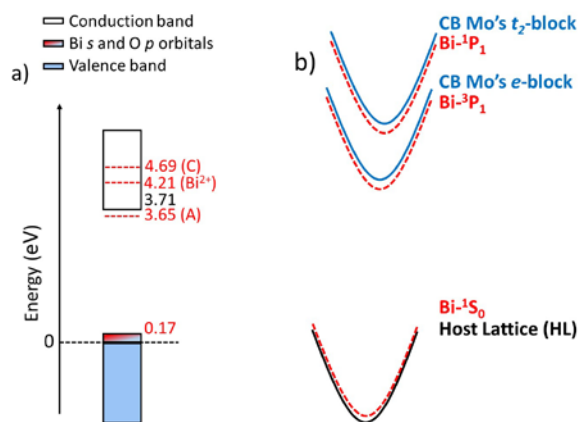 Conduction band
Bi s and O p orbitals
Valence band
a)
Energy (eV)
4.69 (C)
4.21 (Bi²⁺)
3.71
3.65 (A)
0.17
0
b)
CB Mo's t₂-block
Bi-¹P₁
CB Mo's e-block
Bi-³P₁
Bi-¹S₀
Host Lattice (HL)